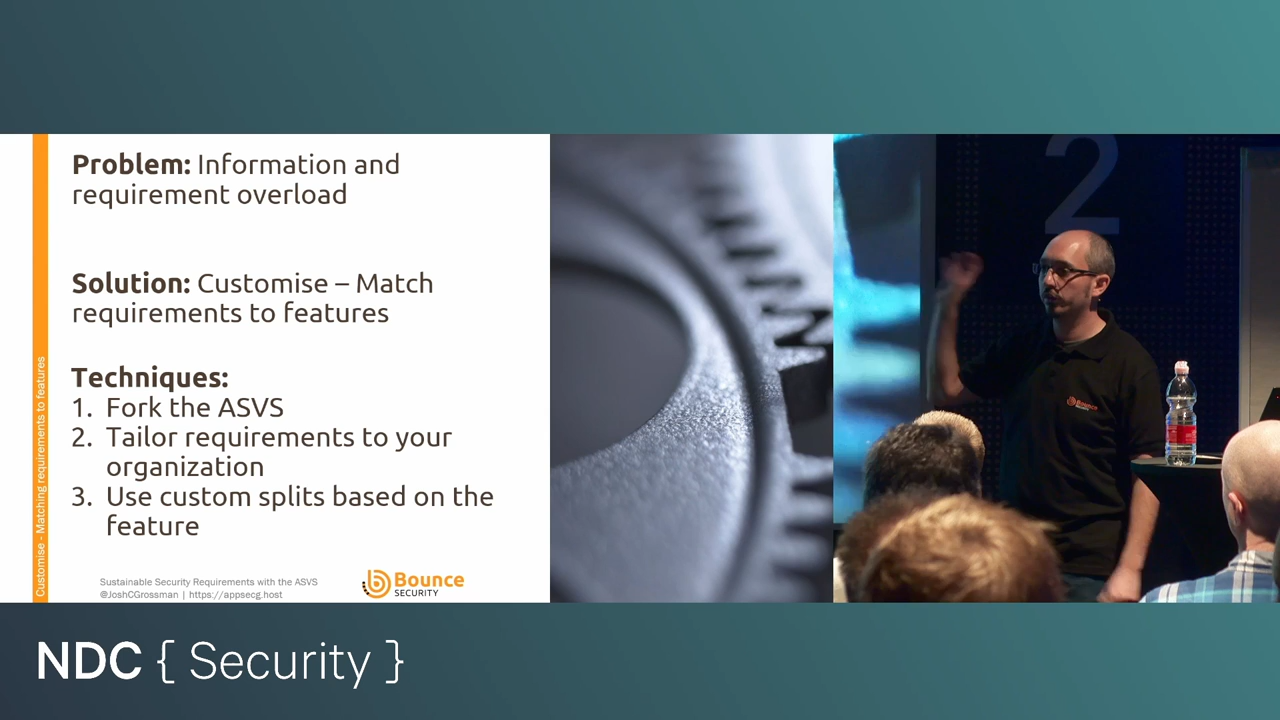 Problem: Information and
requirement overload
Solution: Customise – Match
requirements to features
Techniques:
1. Fork the ASVS
2. Tailor requirements to your
organization
3. Use custom splits based on the
feature
Customise - Matching requirements to features
Sustainable Security Requirements with the ASVS
@JoshCGrossman | https://appsecg.host
Bounce
SECURITY
2
Bounce
NDC { Security }